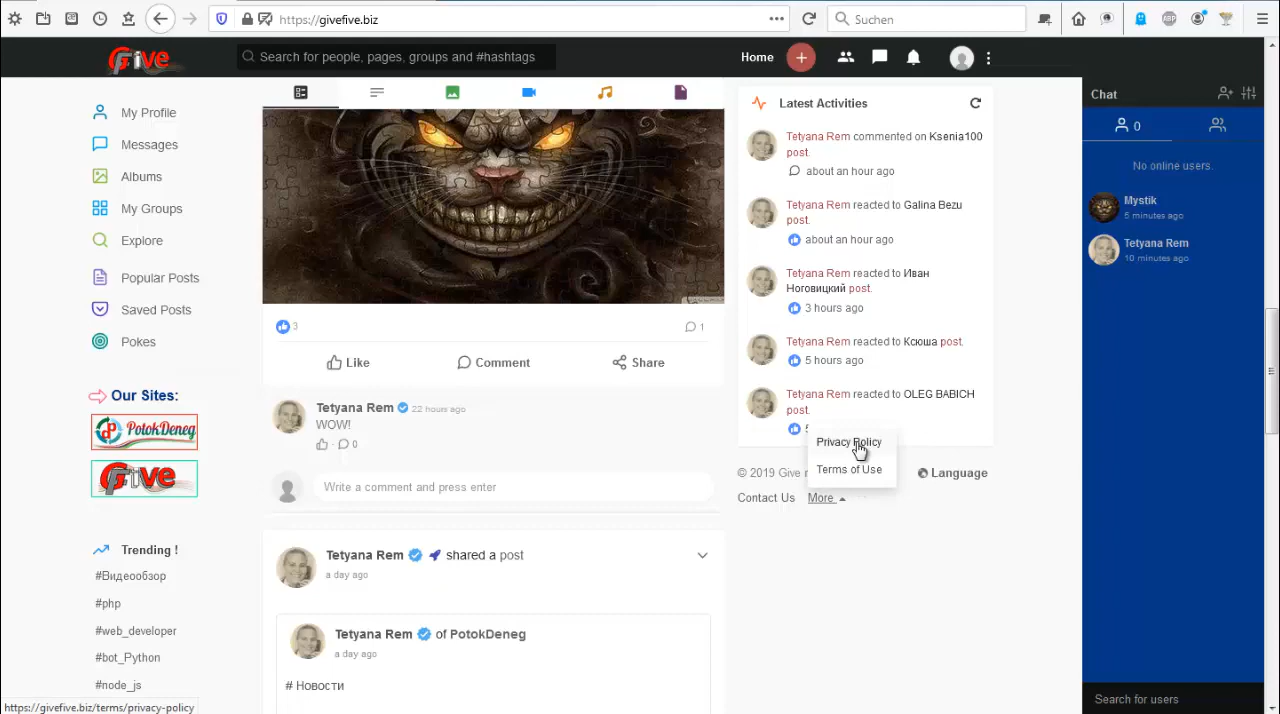 https://givefive.biz
Suchen
Give
Search for people, pages, groups and #hashtags
Home
My Profile
Messages
Albums
My Groups
Explore
Popular Posts
Saved Posts
Pokes
Our Sites:
PotokDeneg
Give
Trending !
#Видеообзор
#php
#web_developer
#bot_Python
#node_js
3
1
Like
Comment
Share
Tetyana Rem 22 hours ago
WOW!
0
Write a comment and press enter
Tetyana Rem shared a post
a day ago
Tetyana Rem of PotokDeneg
a day ago
# Новости
Latest Activities
Tetyana Rem commented on Ksenia100
post.
about an hour ago
Tetyana Rem reacted to Galina Bezu
post.
about an hour ago
Tetyana Rem reacted to Иван
Ноговицкий post.
3 hours ago
Tetyana Rem reacted to Ксюша post.
5 hours ago
Tetyana Rem reacted to OLEG BABICH
post.
Privacy Policy
Terms of Use
© 2019 Give
Language
Contact Us More
Chat
0
No online users.
Mystik
5 minutes ago
Tetyana Rem
10 minutes ago
Search for users
https://givefive.biz/terms/privacy-policy